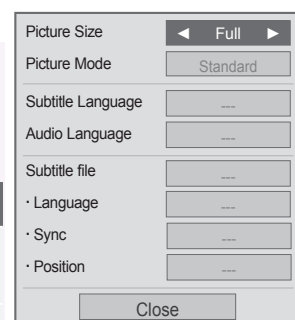 Picture Size ◄ Full ►
Picture Mode Standard
Subtitle Language ---
Audio Language ---
Subtitle file ---
· Language ---
· Sync ---
· Position ---
Close